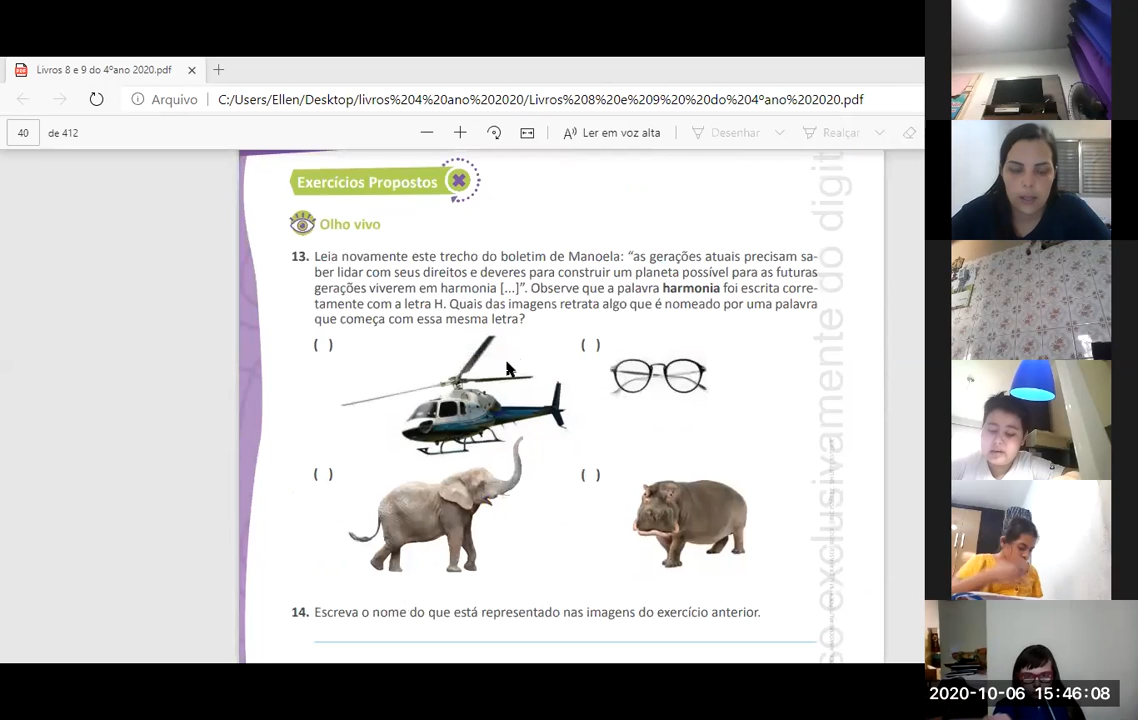 Livros 8 e 9 do 4ºano 2020.pdf
Arquivo C:/Users/Ellen/Desktop/livros%204%20ano%202020/Livros%208%20e%209%20%20do%204ºano%202020.pdf
40 de 412 Ler em voz alta Desenhar Realçar
Exercícios Propostos
Olho vivo
13. Leia novamente este trecho do boletim de Manoela: “as gerações atuais precisam sa-
ber lidar com seus direitos e deveres para construir um planeta possível para as futuras
gerações viverem em harmonia [...]”. Observe que a palavra harmonia foi escrita corre-
tamente com a letra H. Quais das imagens retrata algo que é nomeado por uma palavra
que começa com essa mesma letra?
( ) ( )
( ) ( )
14. Escreva o nome do que está representado nas imagens do exercício anterior.
so exclusivamente do digit
2020-10-06 15:46:08